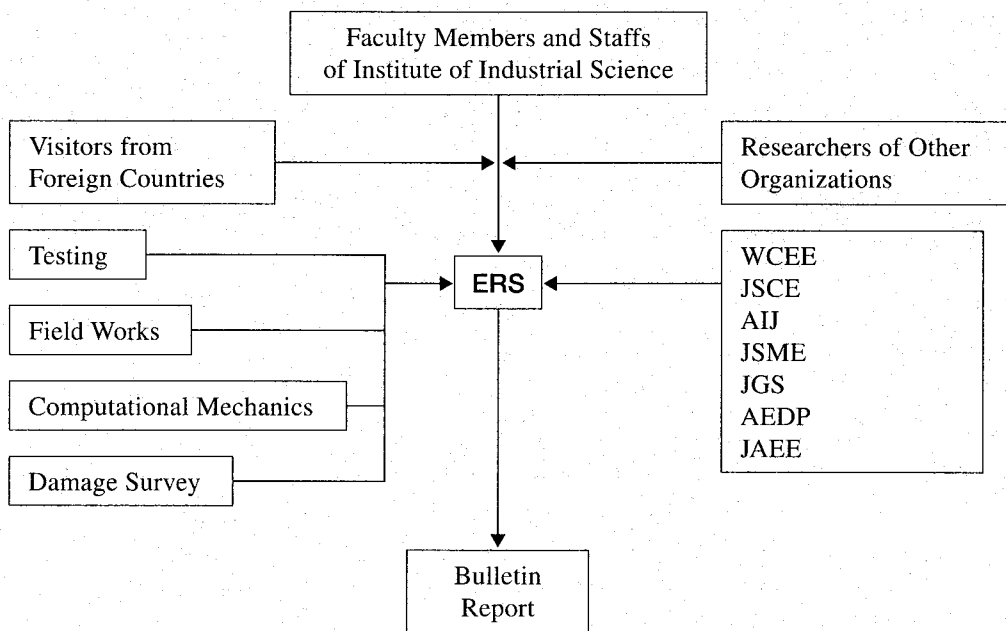 Faculty Members and Staffs
of Institute of Industrial Science
Visitors from
Foreign Countries
Researchers of Other
Organizations
Testing
Field Works
Computational Mechanics
Damage Survey
ERS
WCEE
JSCE
AIJ
JSME
JGS
AEDP
JAEE
Bulletin
Report